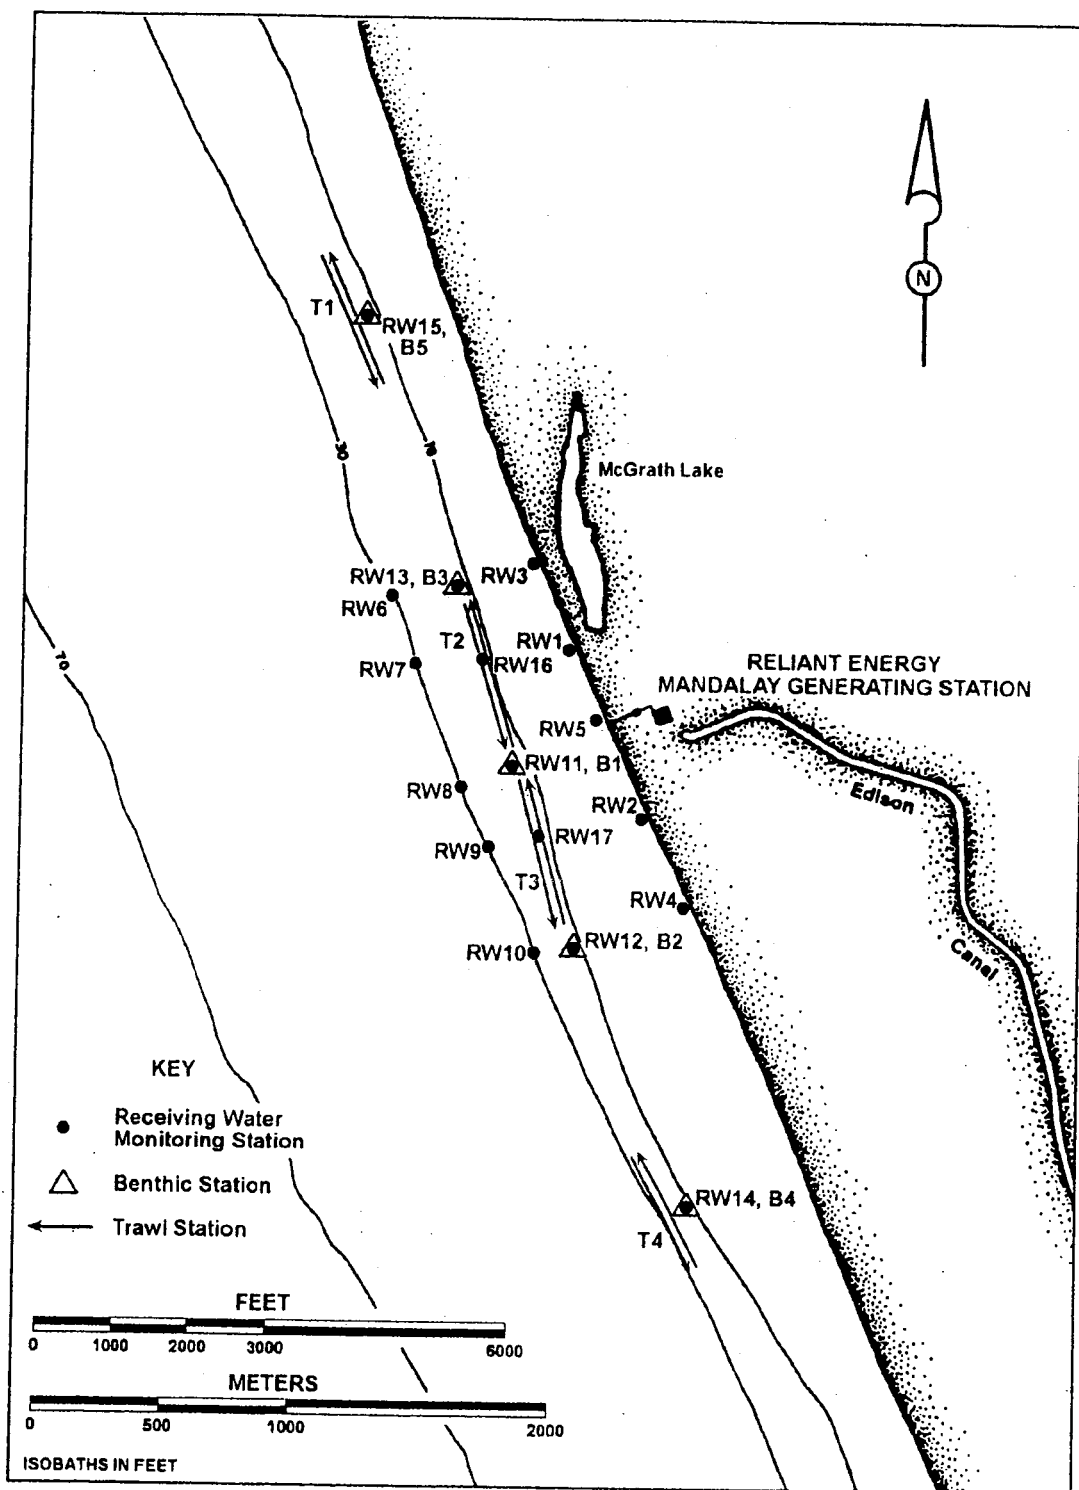 N
T1
RW15,
B5
30
McGrath Lake
RW13, B3
RW3
RW6
T2
RW1
RW7
RW16
RELIANT ENERGY
MANDALAY GENERATING STATION
70
RW5
RW11, B1
RW8
RW2
Edison
RW17
RW9
T3
RW4
RW12, B2
RW10
Canal
KEY
Receiving Water
Monitoring Station
Benthic Station
RW14, B4
Trawl Station
T4
FEET
0 1000 2000 3000 6000
METERS
0 500 1000 2000
ISOBATHS IN FEET